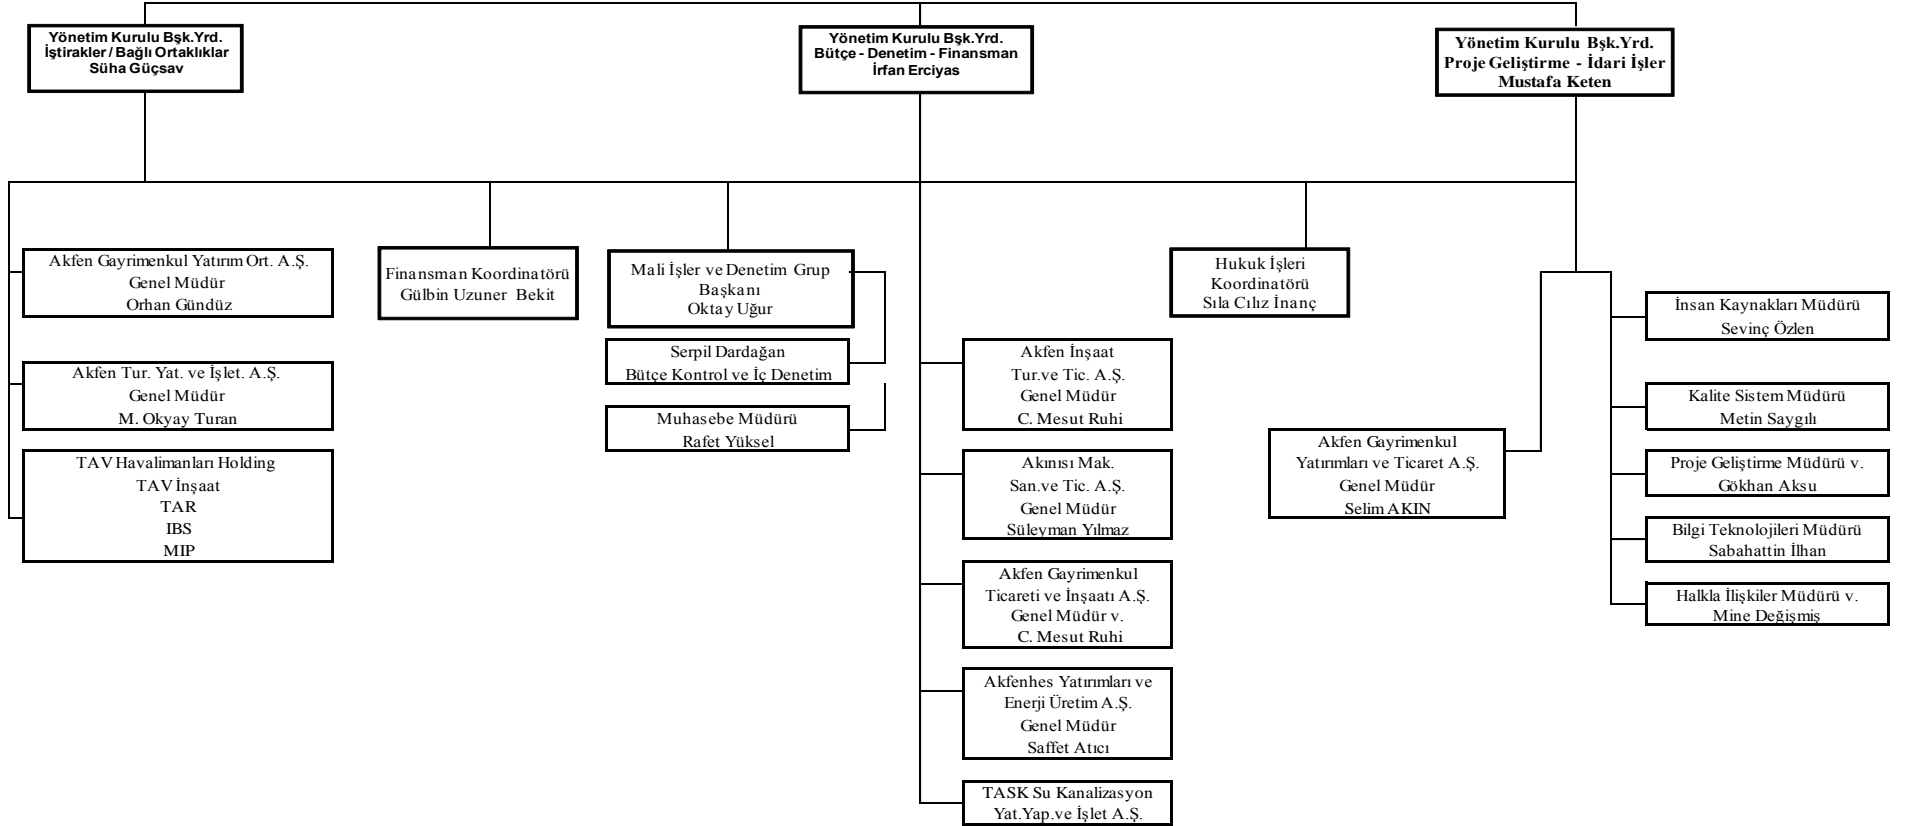 Yönetim Kurulu Bşk.Yrd.
İştirakler / Bağlı Ortaklıklar
Süha Güçsav
Yönetim Kurulu Bşk.Yrd.
Bütçe - Denetim - Finansman
İrfan Erciyas
Yönetim Kurulu Bşk.Yrd.
Proje Geliştirme - İdari İşler
Mustafa Keten
Akfen Gayrimenkul Yatırım Ort. A.Ş.
Genel Müdür
Orhan Gündüz
Akfen Tur. Yat. ve İşlet. A.Ş.
Genel Müdür
M. Okyay Turan
TAV Havalimanları Holding
TAV İnşaat
TAR
IBS
MIP
Finansman Koordinatörü
Gülbin Uzuner Bekit
Mali İşler ve Denetim Grup
Başkanı
Oktay Uğur
Serpil Dardağan
Bütçe Kontrol ve İç Denetim
Muhasebe Müdürü
Rafet Yüksel
Akfen İnşaat
Tur.ve Tic. A.Ş.
Genel Müdür
C. Mesut Ruhi
Akınısı Mak.
San.ve Tic. A.Ş.
Genel Müdür
Süleyman Yılmaz
Akfen Gayrimenkul
Ticareti ve İnşaatı A.Ş.
Genel Müdür v.
C. Mesut Ruhi
Akfenhes Yatırımları ve
Enerji Üretim A.Ş.
Genel Müdür
Saffet Atıcı
TASK Su Kanalizasyon
Yat.Yap.ve İşlet A.Ş.
Hukuk İşleri
Koordinatörü
Sıla Cılız İnanç
Akfen Gayrimenkul
Yatırımları ve Ticaret A.Ş.
Genel Müdür
Selim AKIN
İnsan Kaynakları Müdürü
Sevinç Özlen
Kalite Sistem Müdürü
Metin Saygılı
Proje Geliştirme Müdürü v.
Gökhan Aksu
Bilgi Teknolojileri Müdürü
Sabahattin İlhan
Halkla İlişkiler Müdürü v.
Mine Değişmiş